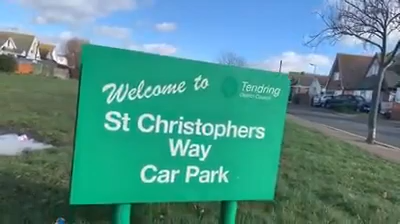 Welcome to
Tendring
District Council
St Christophers
Way
Car Park